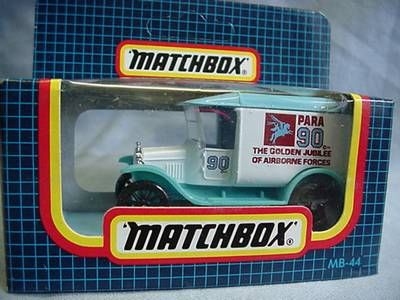 MATCHBOX®
PARA
90
THE GOLDEN JUBILEE
OF AIRBORNE FORCES
90
MATCHBOX®
MB-44